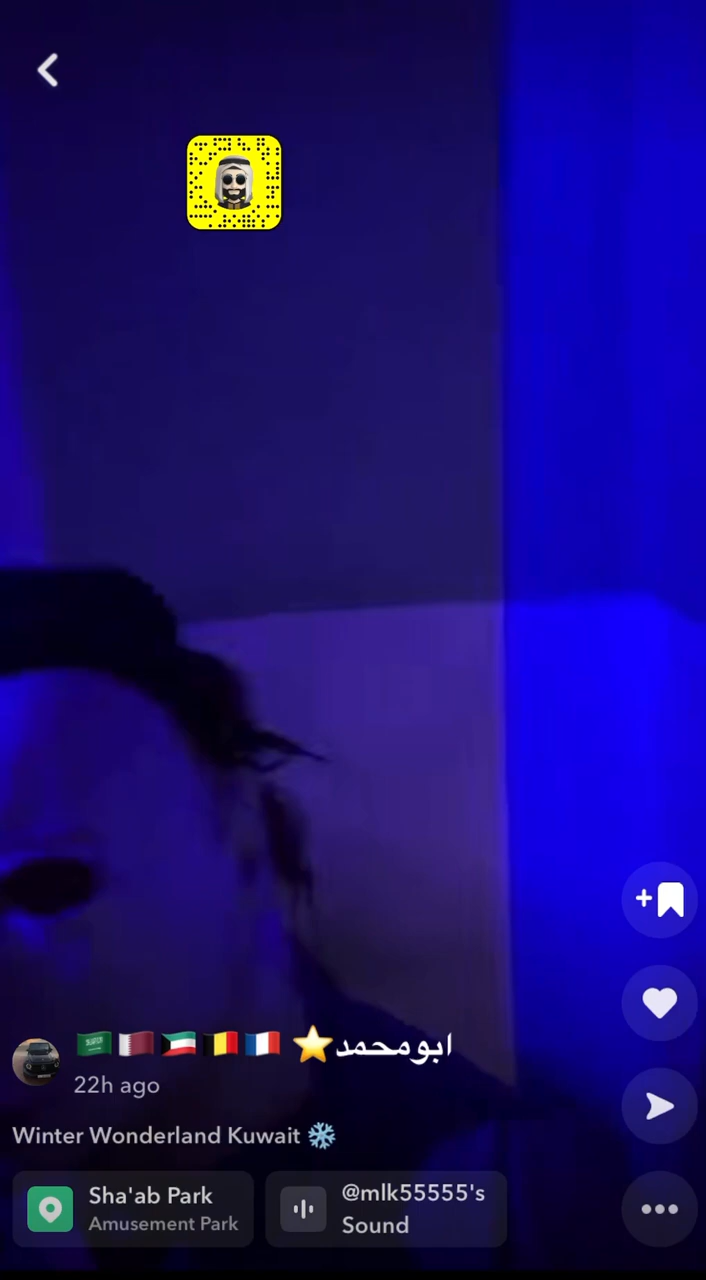 🇸🇦🇶🇦🇰🇼🇧🇪🇫🇷 ⭐ابومحمد
22h ago
Winter Wonderland Kuwait ❄️
Sha'ab Park
Amusement Park
@mlk55555's
Sound